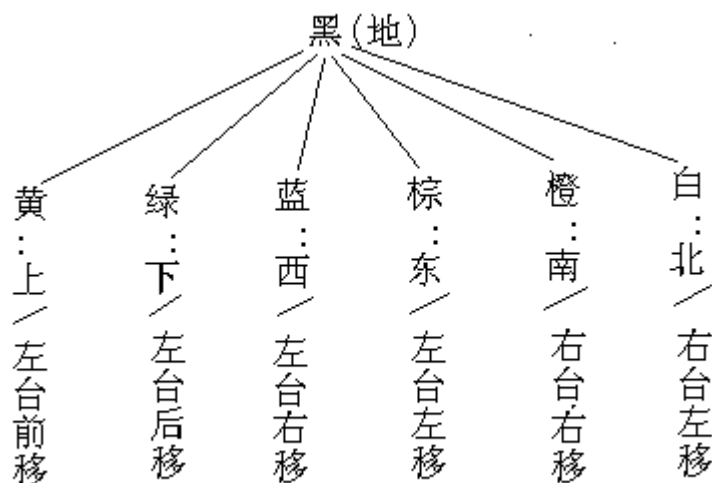 黑(地)
黄:上/左台前移
绿:下/左台后移
蓝:西/左台右移
棕:东/左台左移
橙:南/右台右移
白:北/右台左移